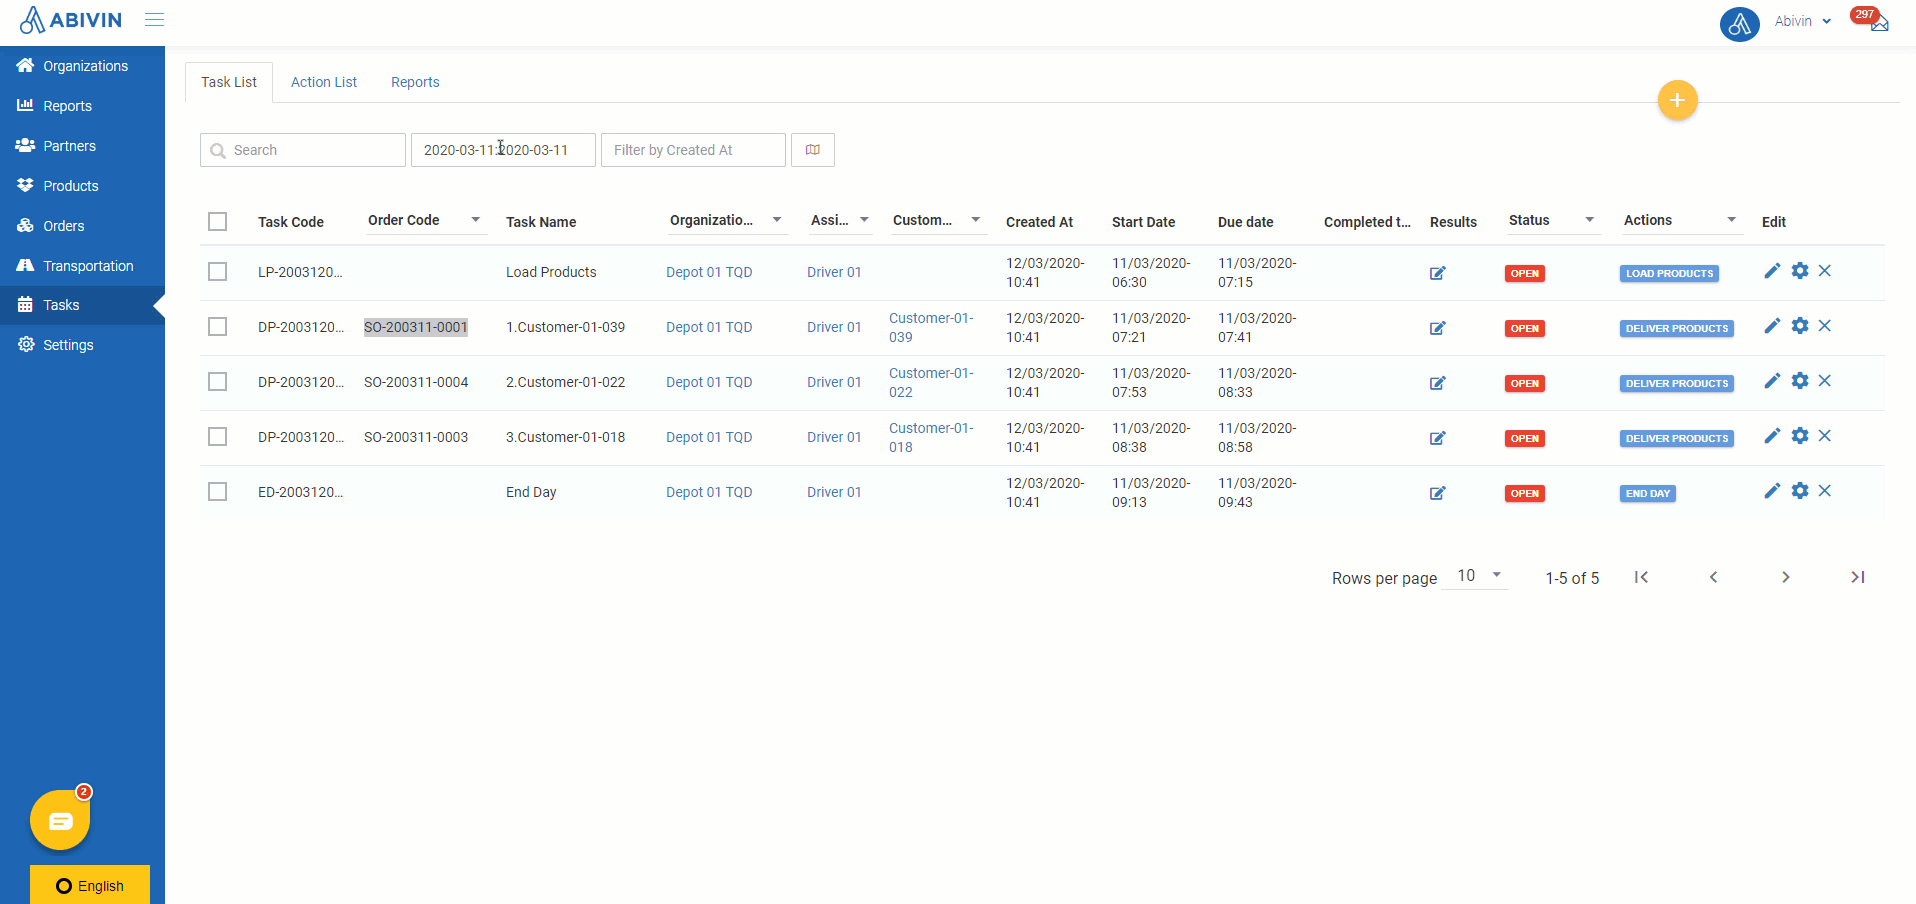 ABIVIN
Abivin
297
Organizations
Reports
Partners
Products
Orders
Transportation
Tasks
Settings
2
English
Task List Action List Reports
+
Search 2020-03-11:2020-03-11 Filter by Created At
Task Code Order Code Task Name Organizatio... Assi... Custom... Created At Start Date Due date Completed t... Results Status Actions Edit
LP-2003120... Load Products Depot 01 TQD Driver 01 12/03/2020- 11/03/2020- 11/03/2020- OPEN LOAD PRODUCTS
10:41 06:30 07:15
DP-2003120... SO-200311-0001 1.Customer-01-039 Depot 01 TQD Driver 01 Customer-01- 12/03/2020- 11/03/2020- 11/03/2020- OPEN DELIVER PRODUCTS
039 10:41 07:21 07:41
DP-2003120... SO-200311-0004 2.Customer-01-022 Depot 01 TQD Driver 01 Customer-01- 12/03/2020- 11/03/2020- 11/03/2020- OPEN DELIVER PRODUCTS
022 10:41 07:53 08:33
DP-2003120... SO-200311-0003 3.Customer-01-018 Depot 01 TQD Driver 01 Customer-01- 12/03/2020- 11/03/2020- 11/03/2020- OPEN DELIVER PRODUCTS
018 10:41 08:38 08:58
ED-2003120... End Day Depot 01 TQD Driver 01 12/03/2020- 11/03/2020- 11/03/2020- OPEN END DAY
10:41 09:13 09:43
Rows per page 10 1-5 of 5